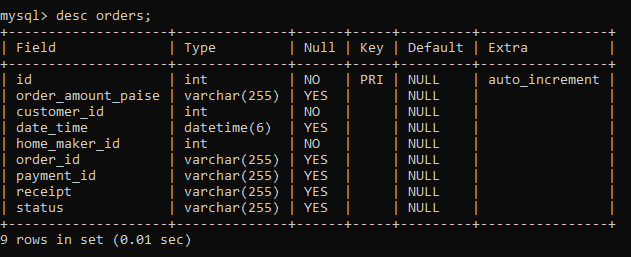 mysql> desc orders;
+--------------------+--------------+------+-----+---------+----------------+
| Field              | Type         | Null | Key | Default | Extra          |
+--------------------+--------------+------+-----+---------+----------------+
| id                 | int          | NO   | PRI | NULL    | auto_increment |
| order_amount_paise | varchar(255) | YES  |     | NULL    |                |
| customer_id        | int          | NO   |     | NULL    |                |
| date_time          | datetime(6)  | YES  |     | NULL    |                |
| home_maker_id      | int          | NO   |     | NULL    |                |
| order_id           | varchar(255) | YES  |     | NULL    |                |
| payment_id         | varchar(255) | YES  |     | NULL    |                |
| receipt            | varchar(255) | YES  |     | NULL    |                |
| status             | varchar(255) | YES  |     | NULL    |                |
+--------------------+--------------+------+-----+---------+----------------+
9 rows in set (0.01 sec)